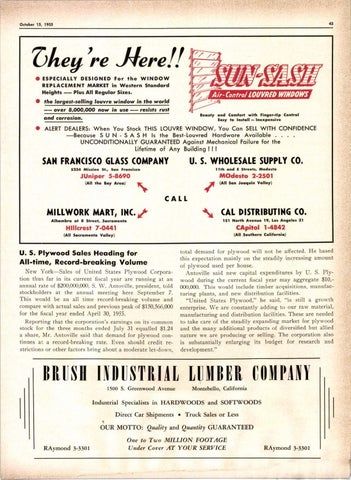 October 15, 1955
45
They're Here!!
● ESPECIALLY DESIGNED For the WINDOW
REPLACEMENT MARKET in Western Standard
Heights — Plus All Regular Sizes.
● the largest-selling louvre window in the world
— over 8,000,000 now in use — resists rust
and corrosion.
SUN-SASH
Air-Control LOUVRED WINDOWS
Beauty and Comfort with Finger-tip Control
Easy to Install — Inexpensive
● ALERT DEALERS: When You Stock THIS LOUVRE WINDOW, You Can SELL WITH CONFIDENCE
—Because SUN-SASH Is the Best-Louvred Hardware Available . . . .
UNCONDITIONALLY GUARANTEED Against Mechanical Failure for the
Lifetime of Any Building!!!
SAN FRANCISCO GLASS COMPANY
Mission St., San Francisco
JUniper 5-8690
(All the Bay Area)
U. S. WHOLESALE SUPPLY CO.
11th and E Streets, Modesto
MOdesto 2-2501
(All San Joaquin Valley)
CALL
MILLWORK MART, INC.
Alhambra at R Street, Sacramento
HIllcrest 7-0441
(All Sacramento Valley)
CAL DISTRIBUTING CO.
151 North Avenue 19, Los Angeles 31
CApitol 1-4842
(All Southern California)
U. S. Plywood Sales Heading for
All-time, Record-breaking Volume
New York—Sales of United States Plywood Corpora-
tion thus far in its current fiscal year are running at an
annual rate of $200,000,000, S. W. Antoville, president, told
stockholders at the annual meeting here September 7.
This would be an all time record-breaking volume and
compare with actual sales and previous peak of $150,566,000
for the fiscal year ended April 30, 1955.
Reporting that the corporation's earnings on its common
stock for the three months ended July 31 equalled $1.24
a share, Mr. Antoville said that demand for plywood con-
tinues at a record-breaking rate. Even should credit re-
strictions or other factors bring about a moderate let-down,
total demand for plywood will not be affected. He based
this expectation mainly on the steadily increasing amount
of plywood used per house.
Antoville said new capital expenditures by U. S. Ply-
wood during the current fiscal year may aggregate $10,-
000,000. This would include timber acquisitions, manufac-
turing plants, and new distribution facilities.
"United States Plywood," he said, "is still a growth
enterprise. We are constantly adding to our raw material,
manufacturing and distribution facilities. These are needed
to take care of the steady expanding market for plywood
and the many additional products of diversified but allied
nature we are producing or selling. The corporation also
is substantially enlarging its budget for research and
development."
BRUSH INDUSTRIAL LUMBER COMPANY
1500 S. Greenwood Avenue Montebello, California
Industrial Specialists in HARDWOODS and SOFTWOODS
Direct Car Shipments • Truck Sales or Less
OUR MOTTO: Quality and Quantity GUARANTEED
One to Two MILLION FOOTAGE
RAymond 3-3301 Under Cover AT YOUR SERVICE RAymond 3-3301